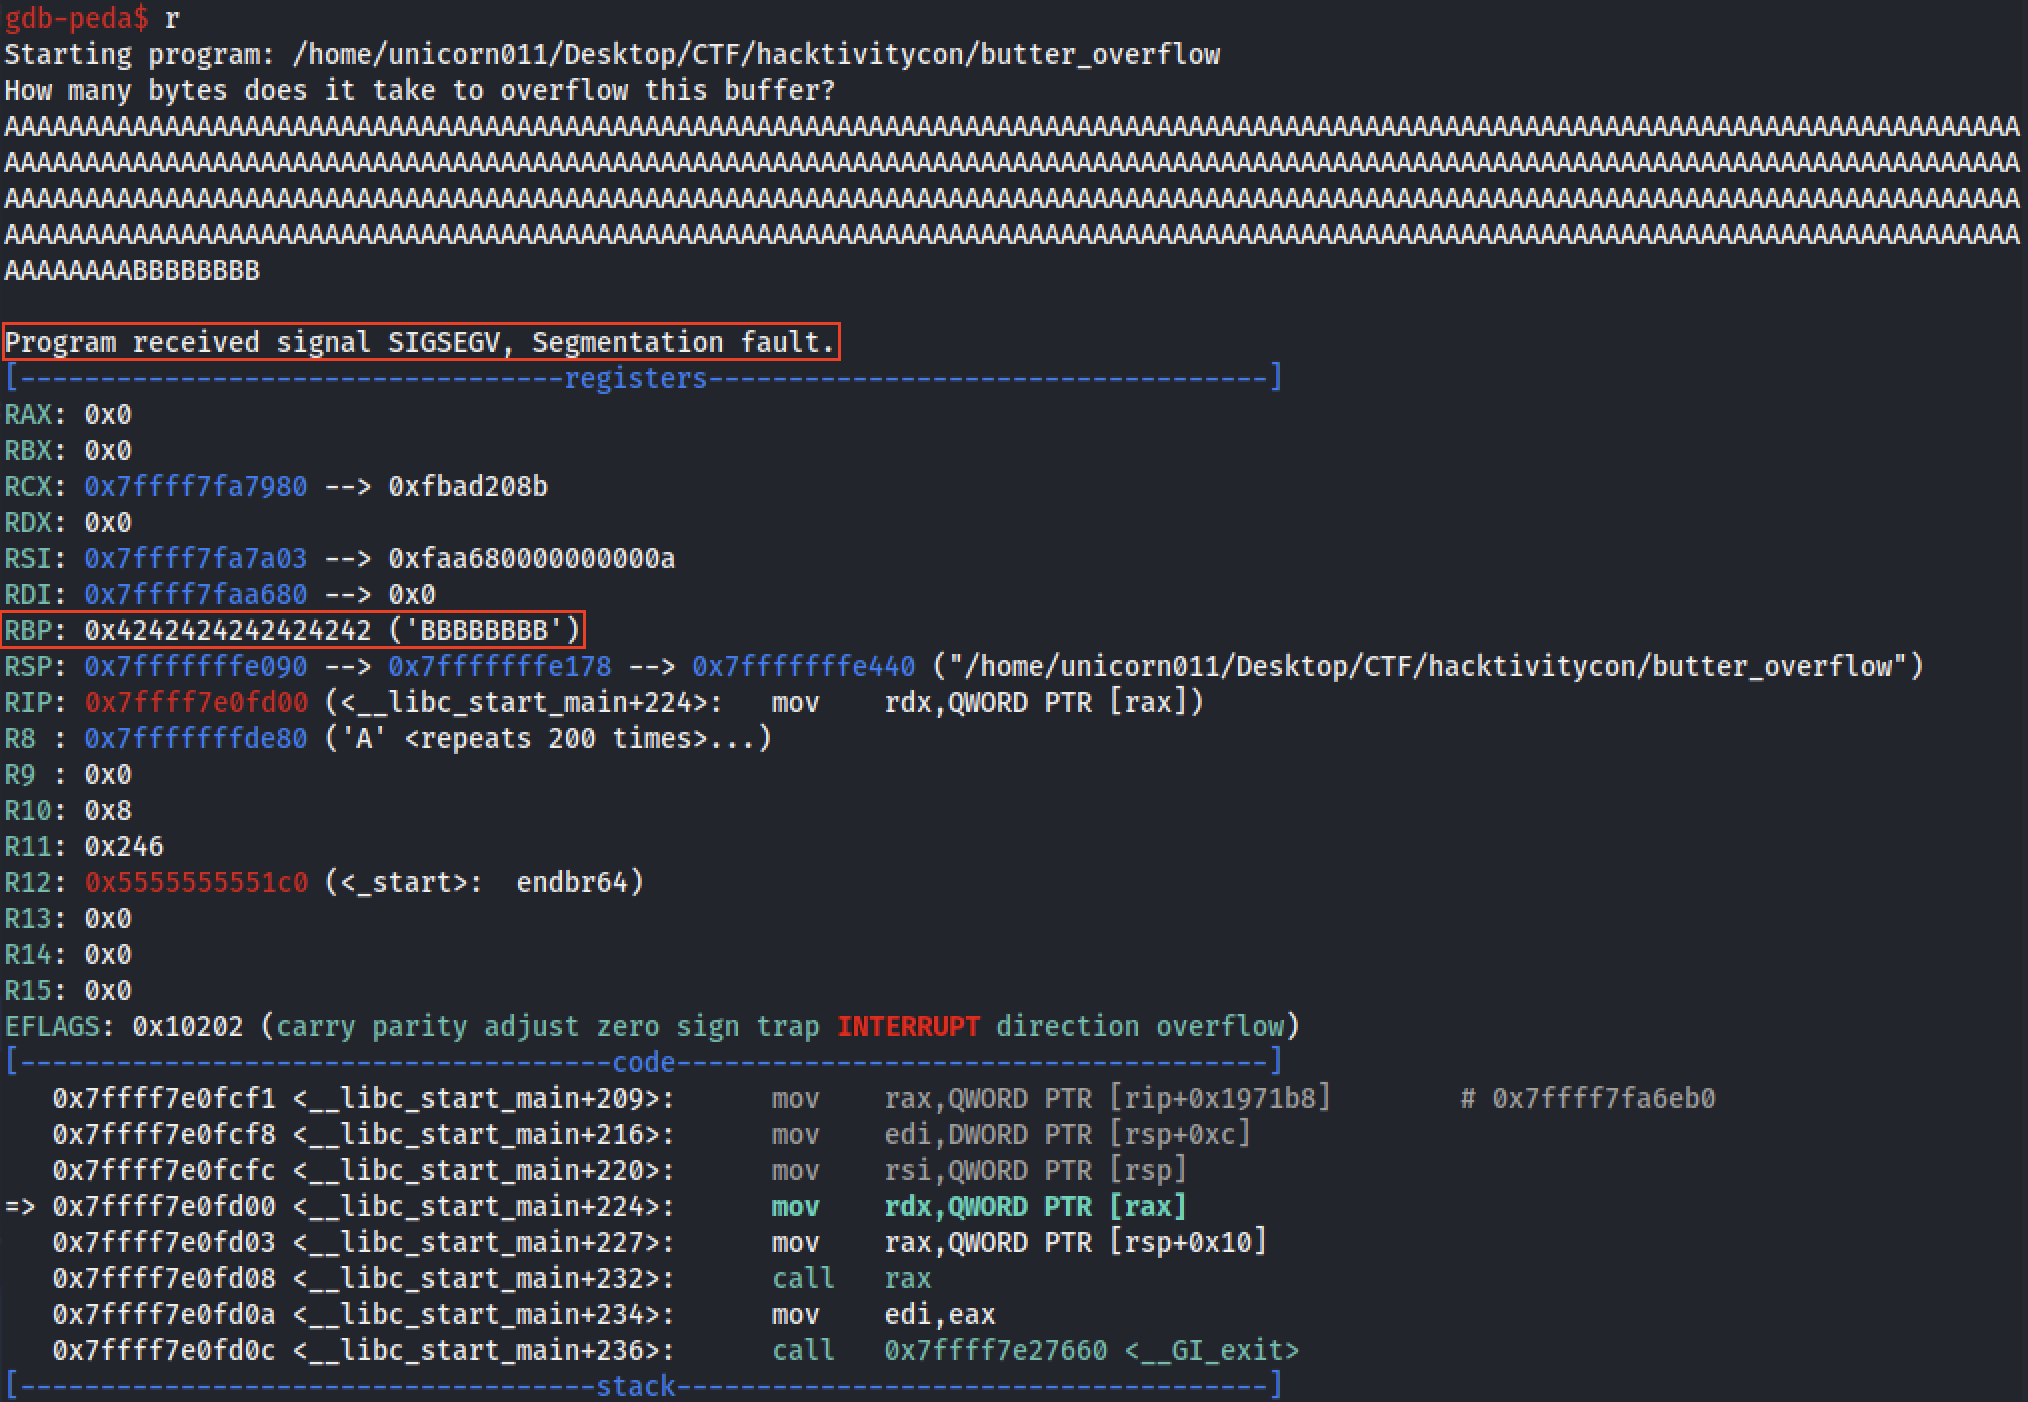 gdb-peda$ r
Starting program: /home/unicorn011/Desktop/CTF/hacktivitycon/butter_overflow
How many bytes does it take to overflow this buffer?
AAAAAAAAAAAAAAAAAAAAAAAAAAAAAAAAAAAAAAAAAAAAAAAAAAAAAAAAAAAAAAAAAAAAAAAAAAAAAAAAAAAAAAAAAAAAAAAAAAAAAAAAAAAAAAAAAAAAAAAAAAAAAA
AAAAAAAAAAAAAAAAAAAAAAAAAAAAAAAAAAAAAAAAAAAAAAAAAAAAAAAAAAAAAAAAAAAAAAAAAAAAAAAAAAAAAAAAAAAAAAAAAAAAAAAAAAAAAAAAAAAAAAAAAAAAAA
AAAAAAAAAAAAAAAAAAAAAAAAAAAAAAAAAAAAAAAAAAAAAAAAAAAAAAAAAAAAAAAAAAAAAAAAAAAAAAAAAAAAAAAAAAAAAAAAAAAAAAAAAAAAAAAAAAAAAAAAAAAAAA
AAAAAAAAAAAAAAAAAAAAAAAAAAAAAAAAAAAAAAAAAAAAAAAAAAAAAAAAAAAAAAAAAAAAAAAAAAAAAAAAAAAAAAAAAAAAAAAAAAAAAAAAAAAAAAAAAAAAAAAAAAAAAA
AAAAAAAABBBBBBBB
Program received signal SIGSEGV, Segmentation fault.
[----------------------------------registers-----------------------------------]
RAX: 0x0
RBX: 0x0
RCX: 0x7ffff7fa7980 --> 0xfbad208b
RDX: 0x0
RSI: 0x7ffff7fa7a03 --> 0xfaa680000000000a
RDI: 0x7ffff7faa680 --> 0x0
RBP: 0x4242424242424242 ('BBBBBBBB')
RSP: 0x7fffffffe090 --> 0x7fffffffe178 --> 0x7fffffffe440 ("/home/unicorn011/Desktop/CTF/hacktivitycon/butter_overflow")
RIP: 0x7ffff7e0fd00 (<__libc_start_main+224>:	mov    rdx,QWORD PTR [rax])
R8 : 0x7fffffffde80 ('A' <repeats 200 times>...)
R9 : 0x0
R10: 0x8
R11: 0x246
R12: 0x5555555551c0 (<_start>:	endbr64)
R13: 0x0
R14: 0x0
R15: 0x0
EFLAGS: 0x10202 (carry parity adjust zero sign trap INTERRUPT direction overflow)
[-------------------------------------code-------------------------------------]
   0x7ffff7e0fcf1 <__libc_start_main+209>:	mov    rax,QWORD PTR [rip+0x1971b8]        # 0x7ffff7fa6eb0
   0x7ffff7e0fcf8 <__libc_start_main+216>:	mov    edi,DWORD PTR [rsp+0xc]
   0x7ffff7e0fcfc <__libc_start_main+220>:	mov    rsi,QWORD PTR [rsp]
=> 0x7ffff7e0fd00 <__libc_start_main+224>:	mov    rdx,QWORD PTR [rax]
   0x7ffff7e0fd03 <__libc_start_main+227>:	mov    rax,QWORD PTR [rsp+0x10]
   0x7ffff7e0fd08 <__libc_start_main+232>:	call   rax
   0x7ffff7e0fd0a <__libc_start_main+234>:	mov    edi,eax
   0x7ffff7e0fd0c <__libc_start_main+236>:	call   0x7ffff7e27660 <__GI_exit>
[------------------------------------stack-------------------------------------]